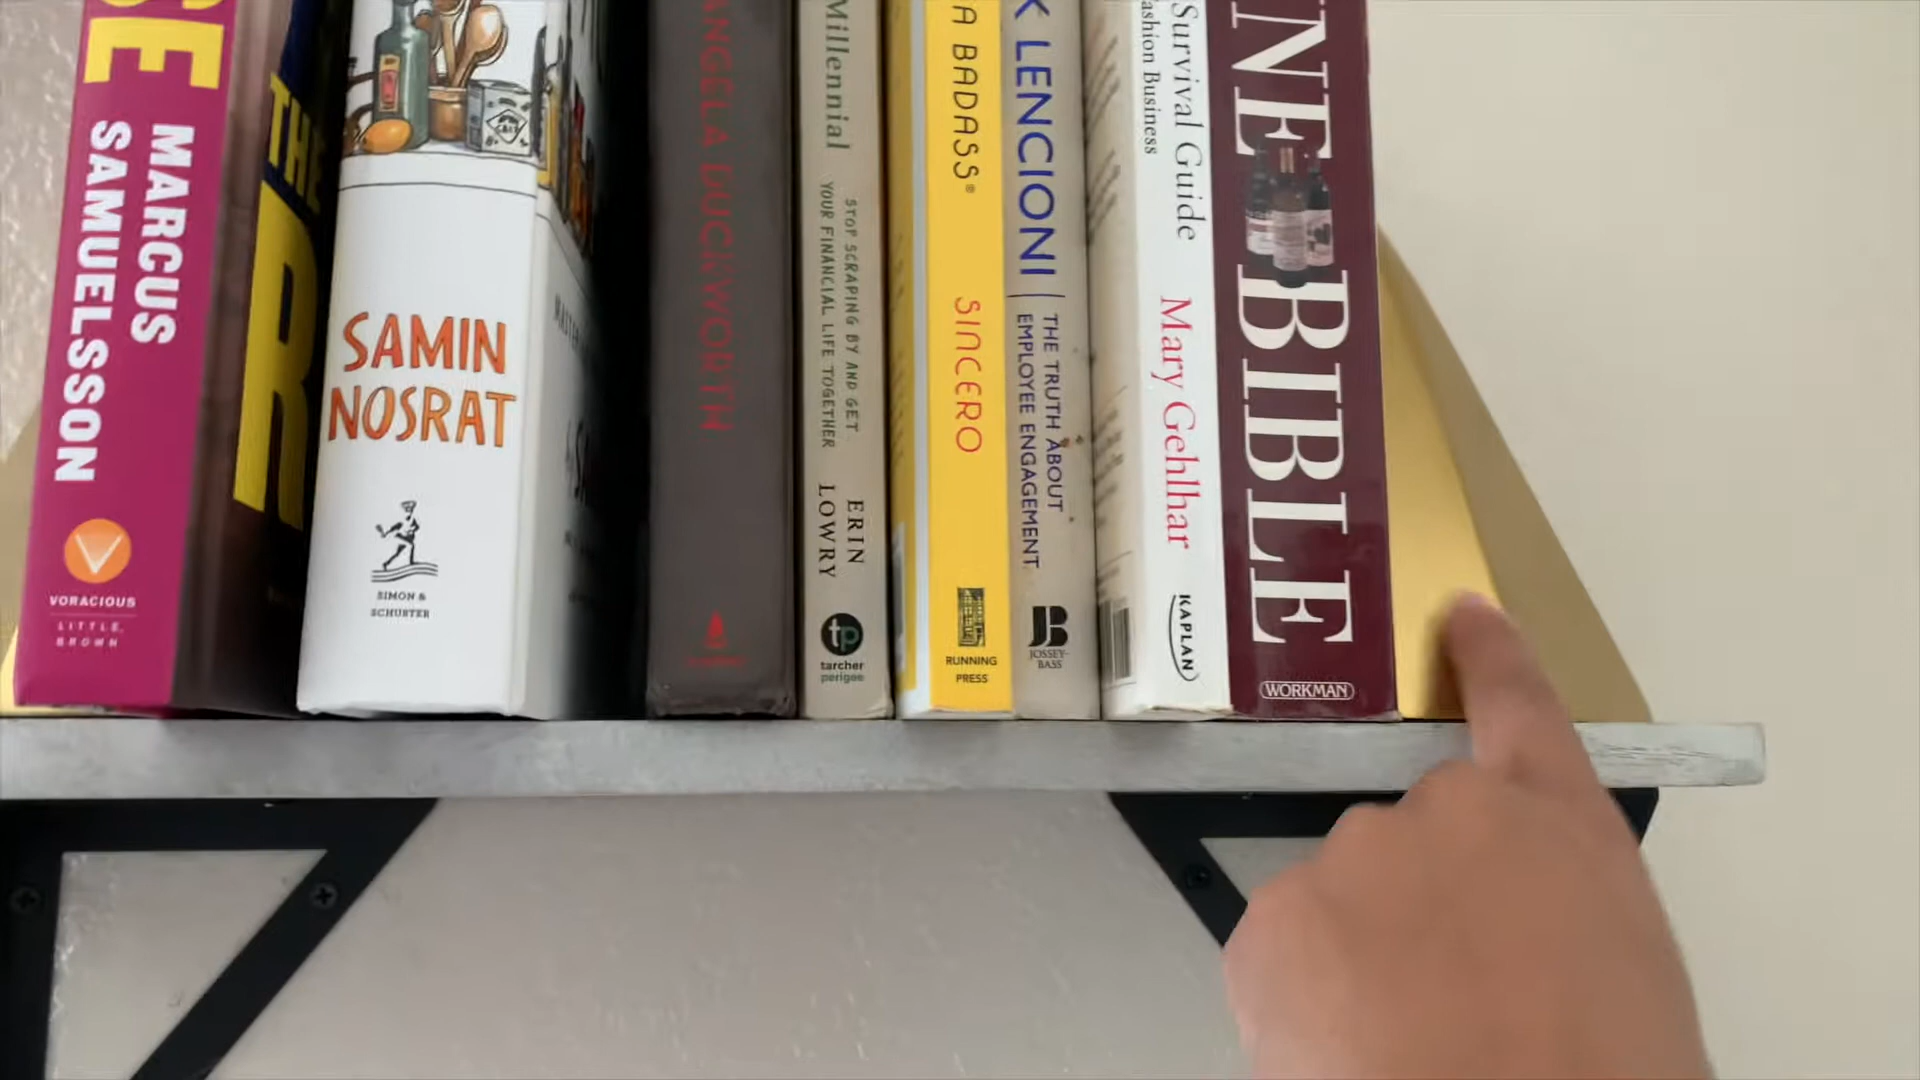 SE
MARCUS
SAMUELSSON
VORACIOUS
LITTLE,
BROWN
THE
R
SAMIN
NOSRAT
SIMON &
SCHUSTER
ANGELA DUCKWORTH
Millennial
STOP SCRAPING BY AND GET
YOUR FINANCIAL LIFE TOGETHER
ERIN
LOWRY
tp
tarcher
perigee
A BADASS®
SINCERO
RUNNING
PRESS
K LENCIONI
THE TRUTH ABOUT
EMPLOYEE ENGAGEMENT
JOSSEY-
BASS
Survival Guide
ashion Business
Mary Gehlhar
KAPLAN
NE BIBLE
WORKMAN